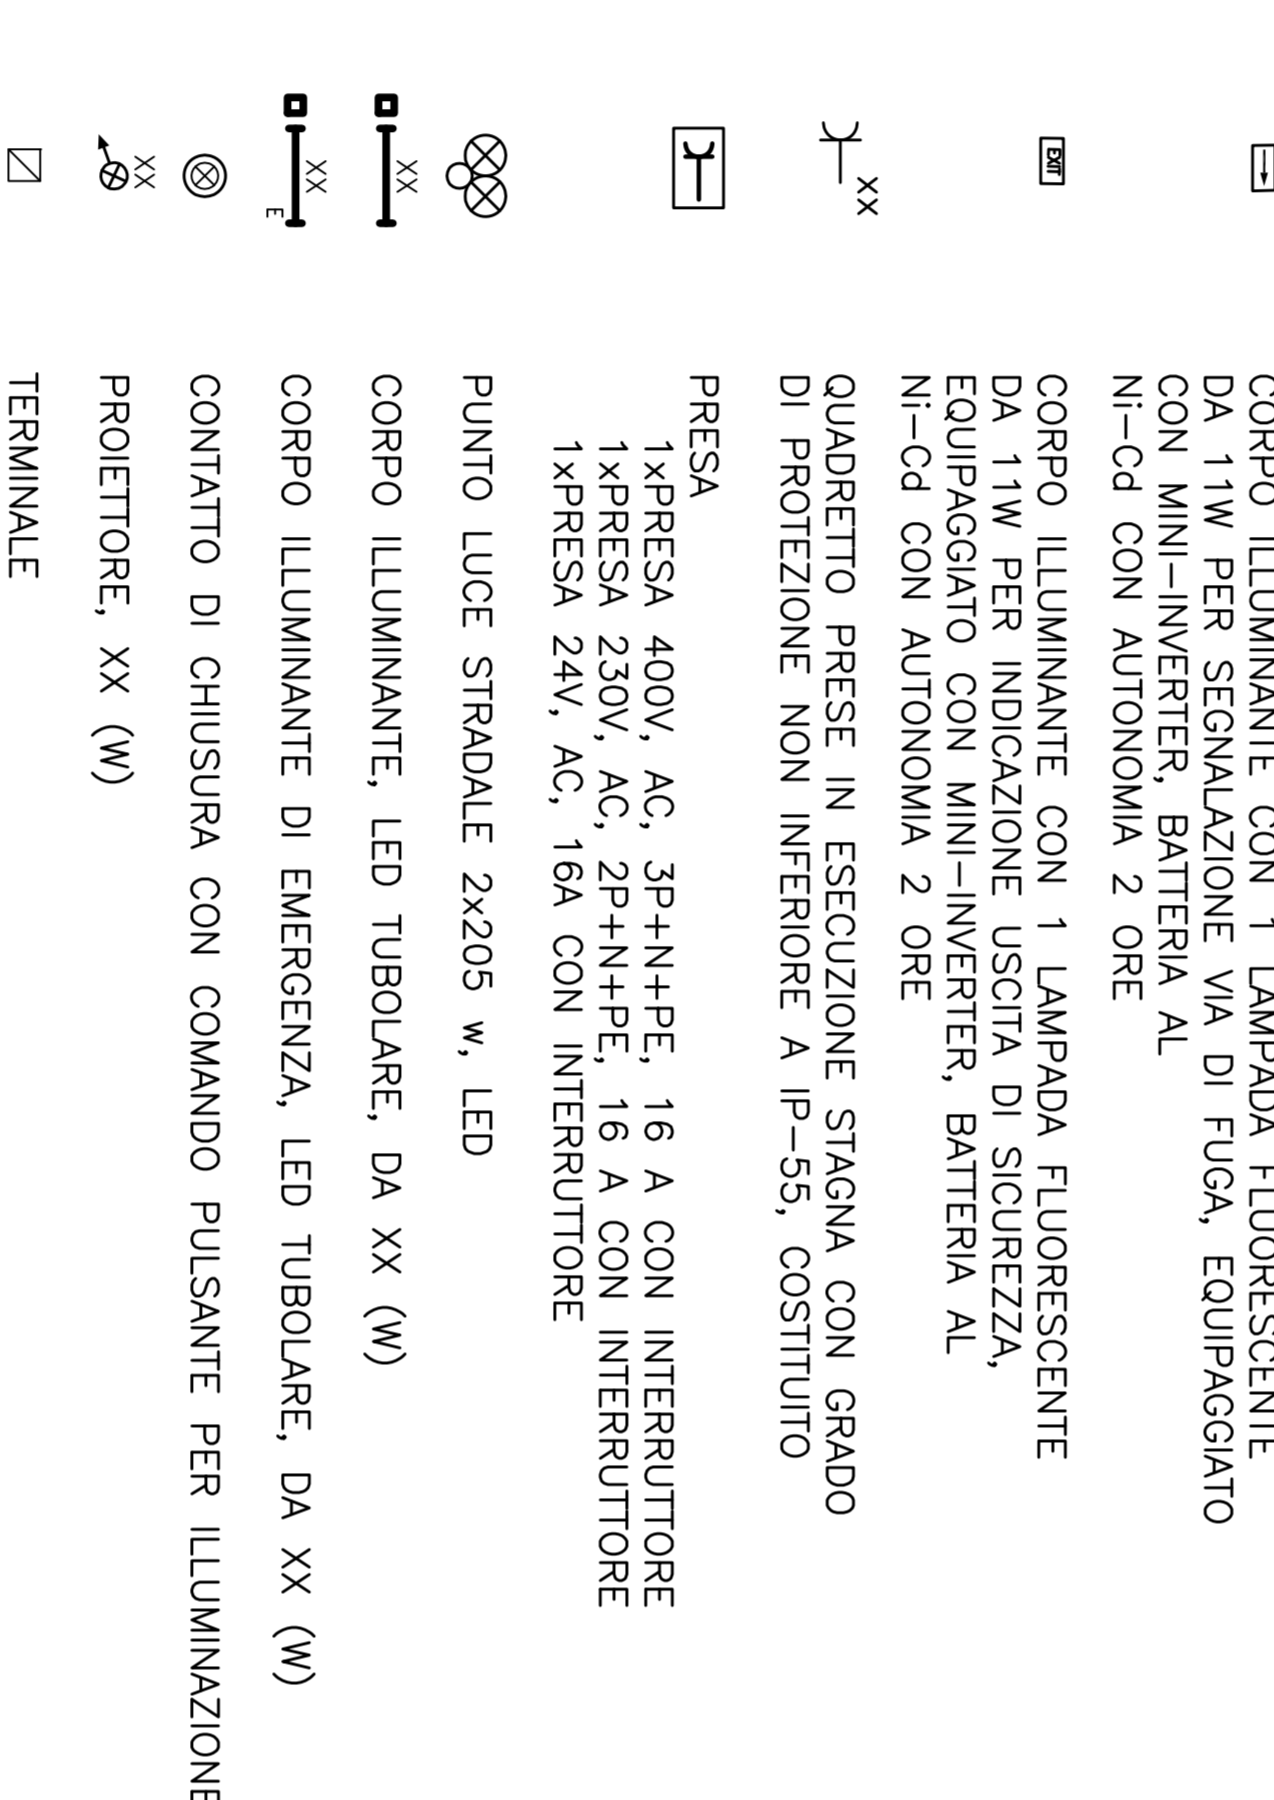 CORPO ILLUMINANTE CON 1 LAMPADA FLUORESCENTE
DA 11W PER SEGNALAZIONE VIA DI FUGA, EQUIPAGGIATO
CON MINI-INVERTER, BATTERIA AL
Ni-Cd CON AUTONOMIA 2 ORE
EXIT
CORPO ILLUMINANTE CON 1 LAMPADA FLUORESCENTE
DA 11W PER INDICAZIONE USCITA DI SICUREZZA,
EQUIPAGGIATO CON MINI-INVERTER, BATTERIA AL
Ni-Cd CON AUTONOMIA 2 ORE
XX
QUADRETTO PRESE IN ESECUZIONE STAGNA CON GRADO
DI PROTEZIONE NON INFERIORE A IP-55, COSTITUITO
PRESA
1xPRESA 400V, AC, 3P+N+PE, 16 A CON INTERRUTTORE
1xPRESA 230V, AC, 2P+N+PE, 16 A CON INTERRUTTORE
1xPRESA 24V, AC, 16A CON INTERRUTTORE
PUNTO LUCE STRADALE 2x205 w, LED
XX
CORPO ILLUMINANTE, LED TUBOLARE, DA XX (W)
XX
E
CORPO ILLUMINANTE DI EMERGENZA, LED TUBOLARE, DA XX (W)
CONTATTO DI CHIUSURA CON COMANDO PULSANTE PER ILLUMINAZIONE
XX
PROIETTORE, XX (W)
TERMINALE